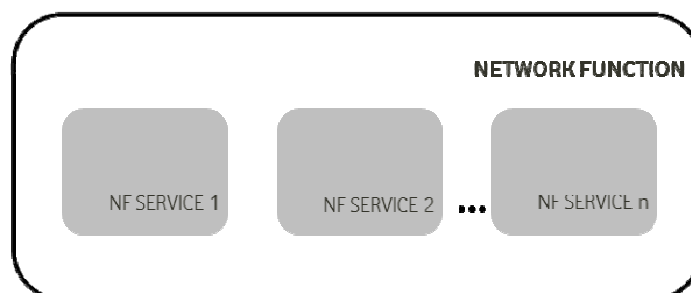 NETWORK FUNCTION
NF SERVICE 1
NF SERVICE 2
...
NF SERVICE n